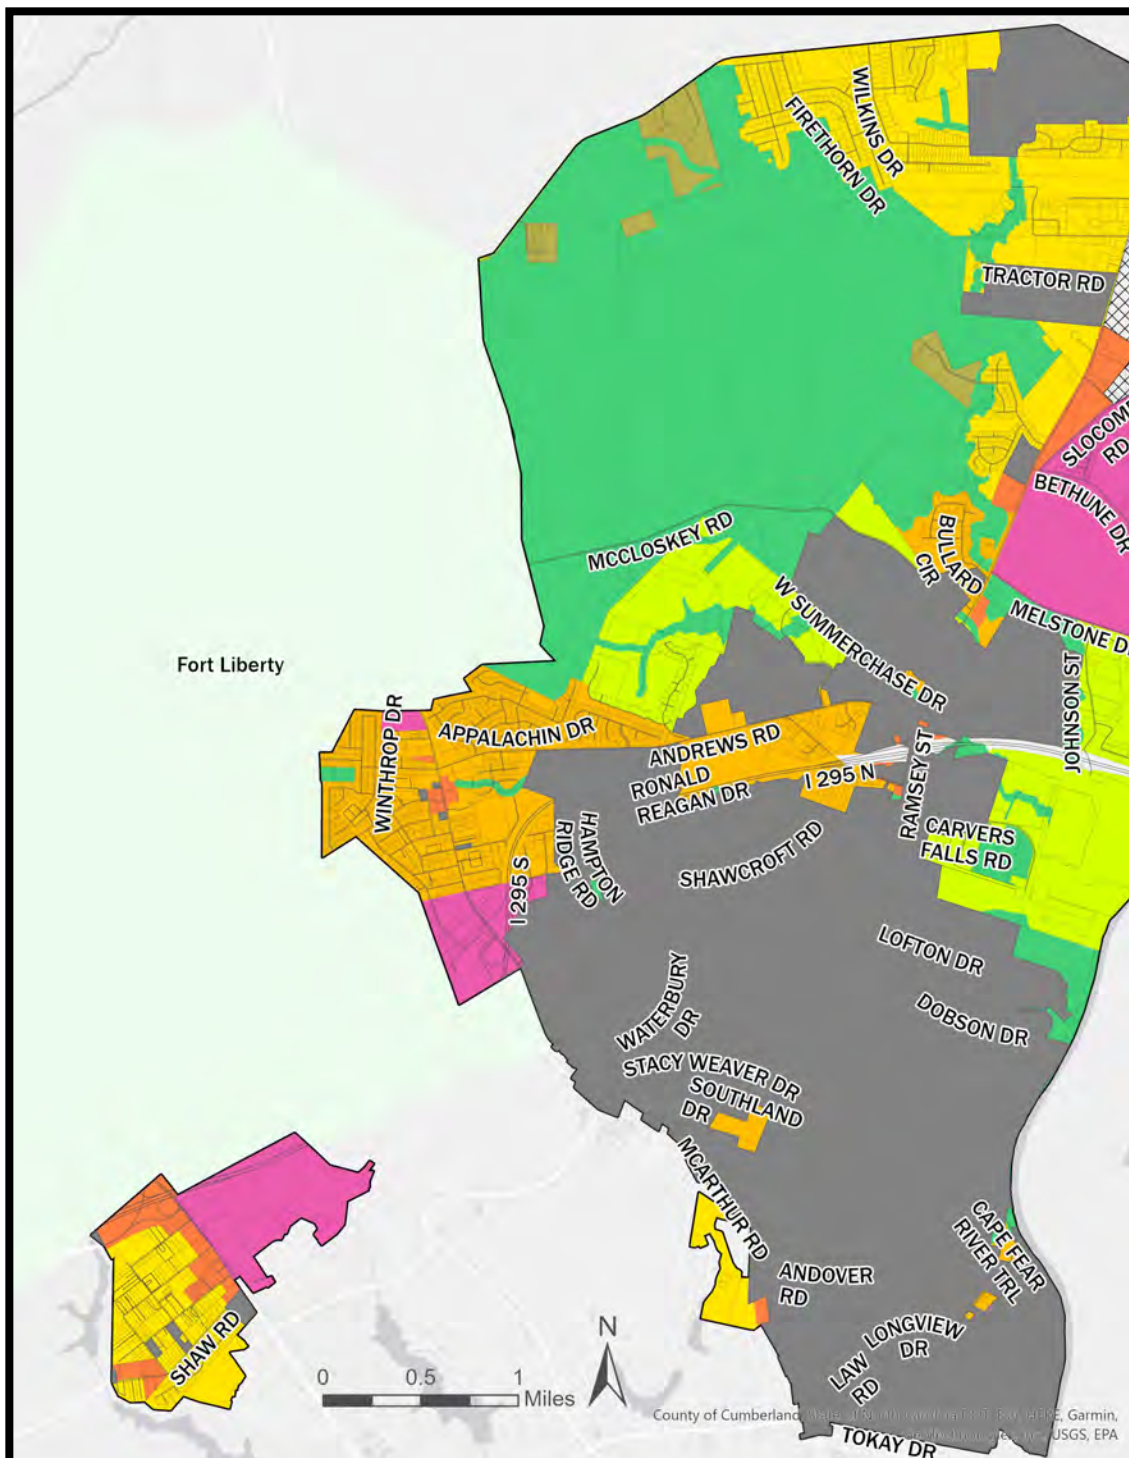 WILKINS DR
FIRETHORN DR
TRACTOR RD
SLOCOMB
RD
BETHUNE DR
MCCLOSKEY RD
BULLARD
CIR
W SUMMERCHASE DR
MELSTONE D
JOHNSON ST
Fort Liberty
WINTHROP DR
APPALACHIN DR
ANDREWS RD
RONALD
REAGAN DR
I 295 N
RAMSEY ST
CARVERS
FALLS RD
HAMPTON
RIDGE RD
I 295 S
SHAWCROFT RD
LOFTON DR
DOBSON DR
WATERBURY
DR
STACY WEAVER DR
SOUTHLAND
DR
MCARTHUR RD
CAPE FEAR
RIVER TRL
ANDOVER
RD
LONGVIEW
DR
LAW
RD
SHAW RD
N
0 0.5 1
Miles
County of Cumberland, Garmin,
USGS, EPA
TOKAY DR